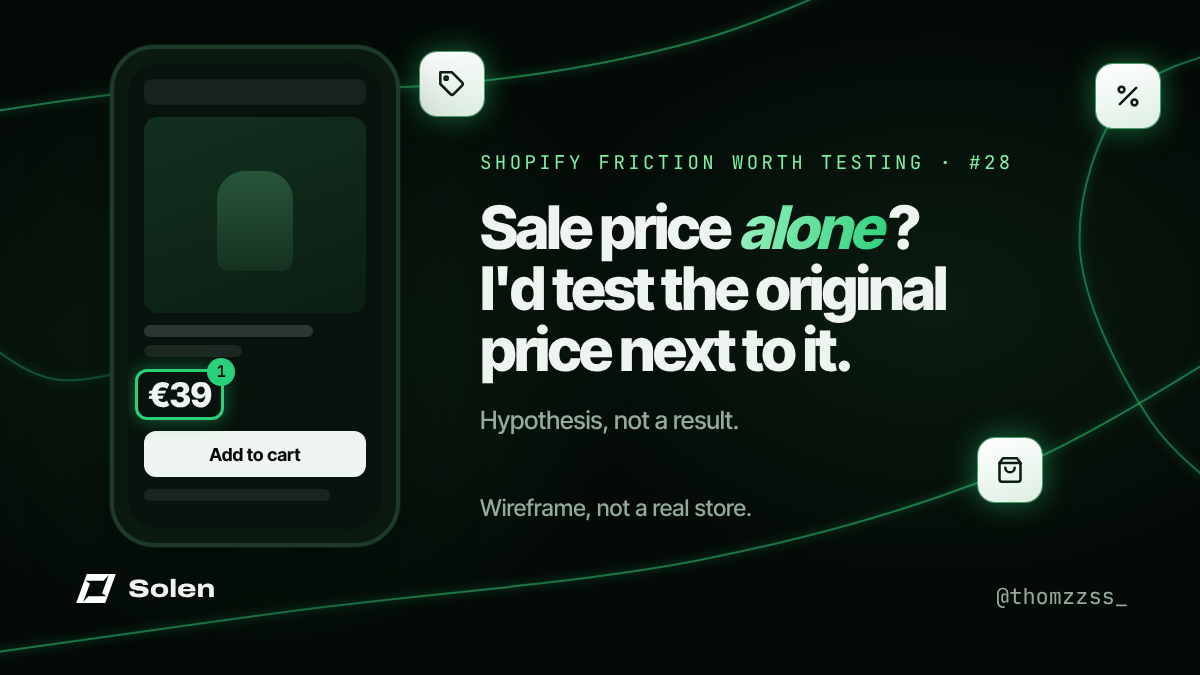 SHOPIFY FRICTION WORTH TESTING · #28
Sale price alone?
I'd test the original
price next to it.
Hypothesis, not a result.
Wireframe, not a real store.
€39
1
Add to cart
Solen
@thomzzss_
%